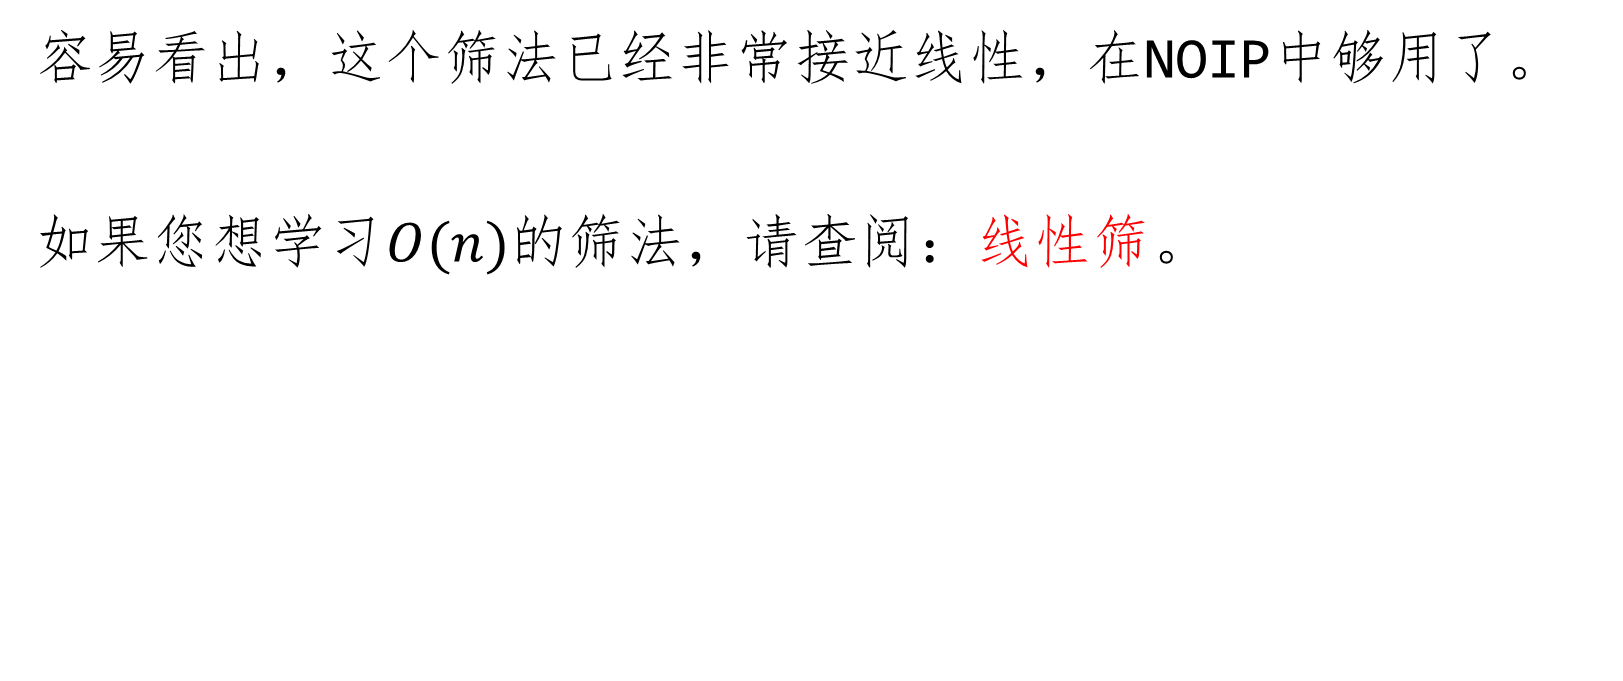 容易看出，这个筛法已经非常接近线性，在NOIP中够用了。
如果您想学习O(n)的筛法，请查阅：线性筛。